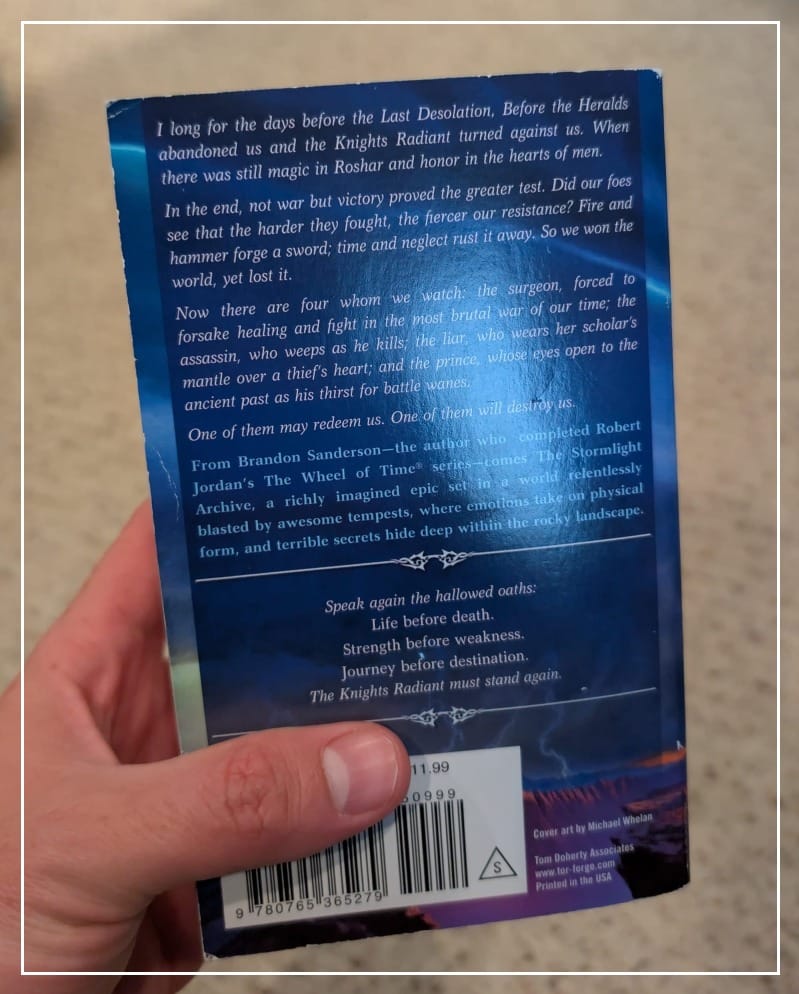 I long for the days before the Last Desolation, Before the Heralds
abandoned us and the Knights Radiant turned against us. When
there was still magic in Roshar and honor in the hearts of men.
In the end, not war but victory proved the greater test. Did our foes
see that the harder they fought, the fiercer our resistance? Fire and
hammer forge a sword; time and neglect rust it away. So we won the
world, yet lost it.
Now there are four whom we watch: the surgeon, forced to
forsake healing and fight in the most brutal war of our time; the
assassin, who weeps as he kills; the liar, who wears her scholar's
mantle over a thief's heart; and the prince, whose eyes open to the
ancient past as his thirst for battle wanes.
One of them may redeem us. One of them will destroy us.
From Brandon Sanderson—the author who completed Robert
Jordan's The Wheel of Time® series—comes The Stormlight
Archive, a richly imagined epic set in a world relentlessly
blasted by awesome tempests, where emotions take on physical
form, and terrible secrets hide deep within the rocky landscape.
Speak again the hallowed oaths:
Life before death.
Strength before weakness.
Journey before destination.
The Knights Radiant must stand again.
11.99
50999
S
9 780765 365279
Cover art by Michael Whelan
Tom Doherty Associates
www.tor-forge.com
Printed in the USA